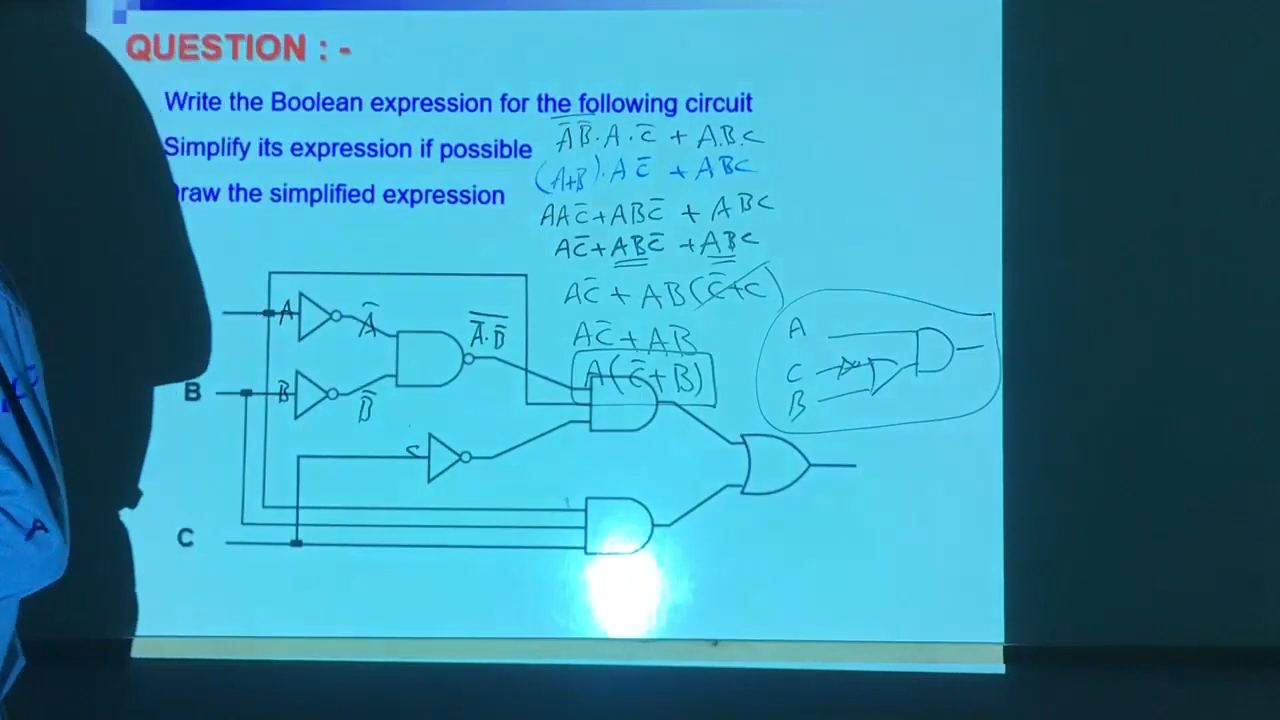 QUESTION : -
Write the Boolean expression for the following circuit
Simplify its expression if possible
raw the simplified expression
A̅B̅.A.C̅ + A.B.C
(A+B).AC̅ + ABC
AAC̅+ABC̅ + ABC
AC̅+ABC̅ +ABC
AC̅ + AB(C̅+C)
AC̅ + AB
A(C̅+B)
A
C
B
A
A̅
A̅.B̅
B
B
B̅
C
C
A